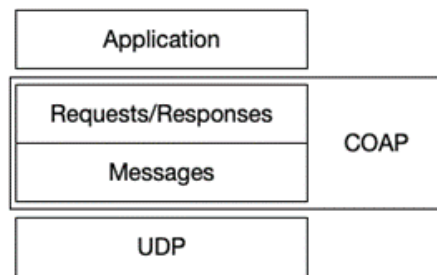 Application
Requests/Responses
COAP
Messages
UDP